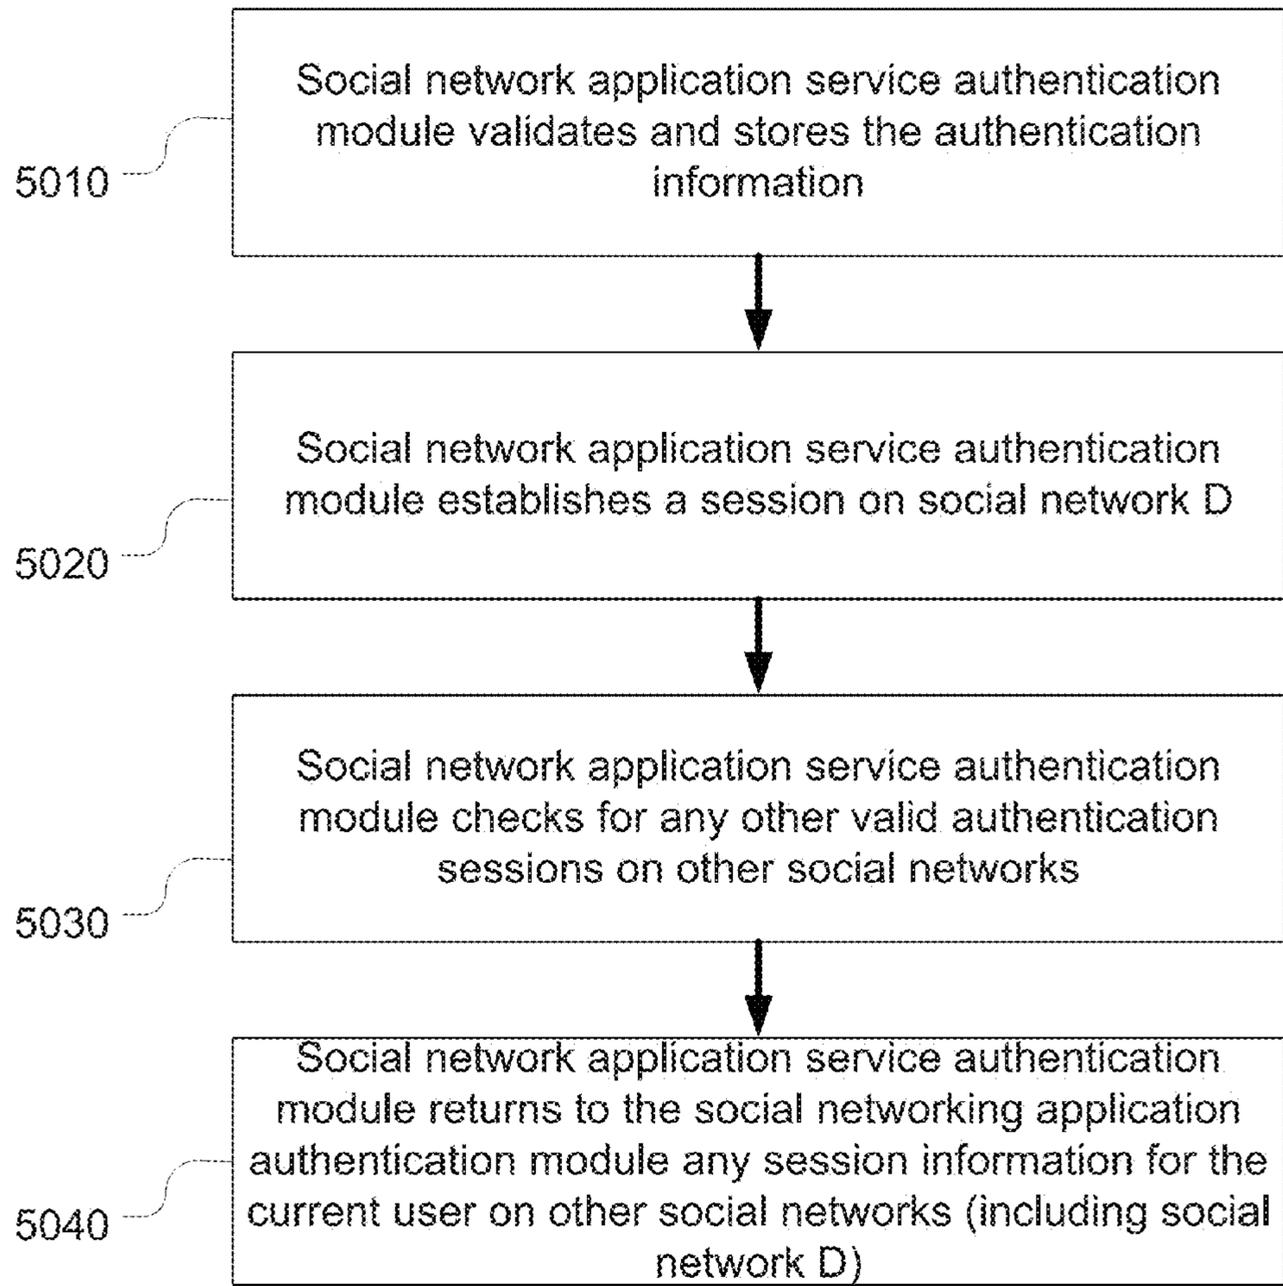 Social network application service authentication
module validates and stores the authentication
information
5010
Social network application service authentication
module establishes a session on social network D
5020
Social network application service authentication
module checks for any other valid authentication
sessions on other social networks
5030
Social network application service authentication
module returns to the social networking application
authentication module any session information for the
current user on other social networks (including social
network D)
5040